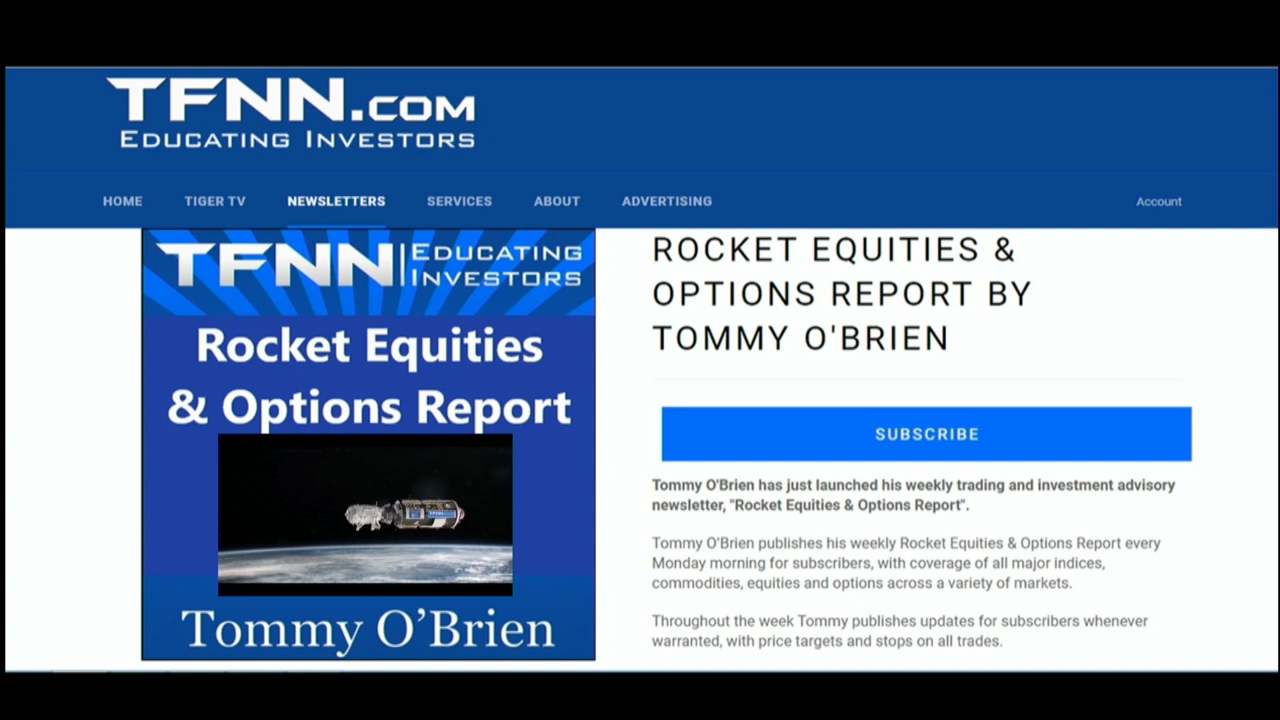 TFNN.COM
EDUCATING INVESTORS
HOME
TIGER TV
NEWSLETTERS
SERVICES
ABOUT
ADVERTISING
Account
TFNN EDUCATING
INVESTORS
Rocket Equities
& Options Report
Tommy O’Brien
ROCKET EQUITIES &
OPTIONS REPORT BY
TOMMY O'BRIEN
SUBSCRIBE
Tommy O'Brien has just launched his weekly trading and investment advisory
newsletter, "Rocket Equities & Options Report".
Tommy O'Brien publishes his weekly Rocket Equities & Options Report every
Monday morning for subscribers, with coverage of all major indices,
commodities, equities and options across a variety of markets.
Throughout the week Tommy publishes updates for subscribers whenever
warranted, with price targets and stops on all trades.